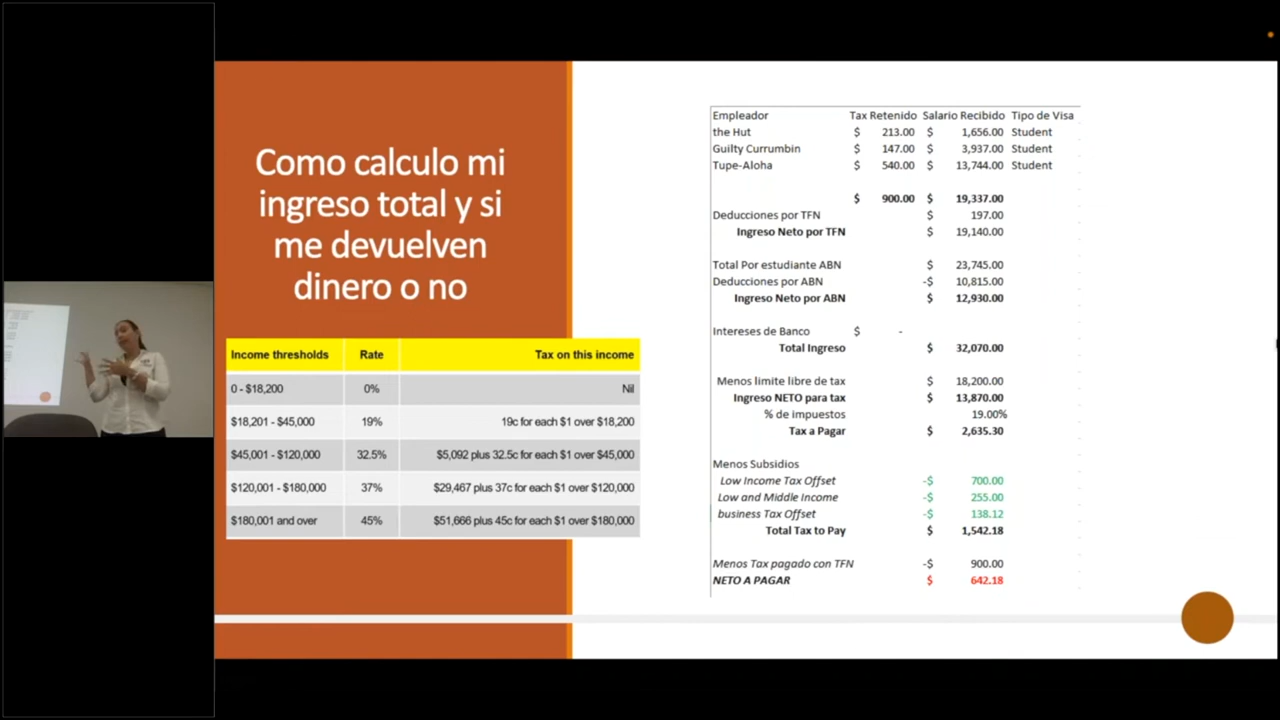 Como calculo mi
ingreso total y si
me devuelven
dinero o no
Income thresholds Rate Tax on this income
0 - $18,200 0% Nil
$18,201 - $45,000 19% 19c for each $1 over $18,200
$45,001 - $120,000 32.5% $5,092 plus 32.5c for each $1 over $45,000
$120,001 - $180,000 37% $29,467 plus 37c for each $1 over $120,000
$180,001 and over 45% $51,666 plus 45c for each $1 over $180,000
Empleador Tax Retenido Salario Recibido Tipo de Visa
the Hut $ 213.00 $ 1,656.00 Student
Guilty Currumbin $ 147.00 $ 3,937.00 Student
Tupe-Aloha $ 540.00 $ 13,744.00 Student
$ 900.00 $ 19,337.00
Deducciones por TFN $ 197.00
Ingreso Neto por TFN $ 19,140.00
Total Por estudiante ABN $ 23,745.00
Deducciones por ABN -$ 10,815.00
Ingreso Neto por ABN $ 12,930.00
Intereses de Banco $ -
Total Ingreso $ 32,070.00
Menos limite libre de tax $ 18,200.00
Ingreso NETO para tax $ 13,870.00
% de impuestos 19.00%
Tax a Pagar $ 2,635.30
Menos Subsidios
Low Income Tax Offset -$ 700.00
Low and Middle Income -$ 255.00
business Tax Offset -$ 138.12
Total Tax to Pay $ 1,542.18
Menos Tax pagado con TFN -$ 900.00
NETO A PAGAR $ 642.18